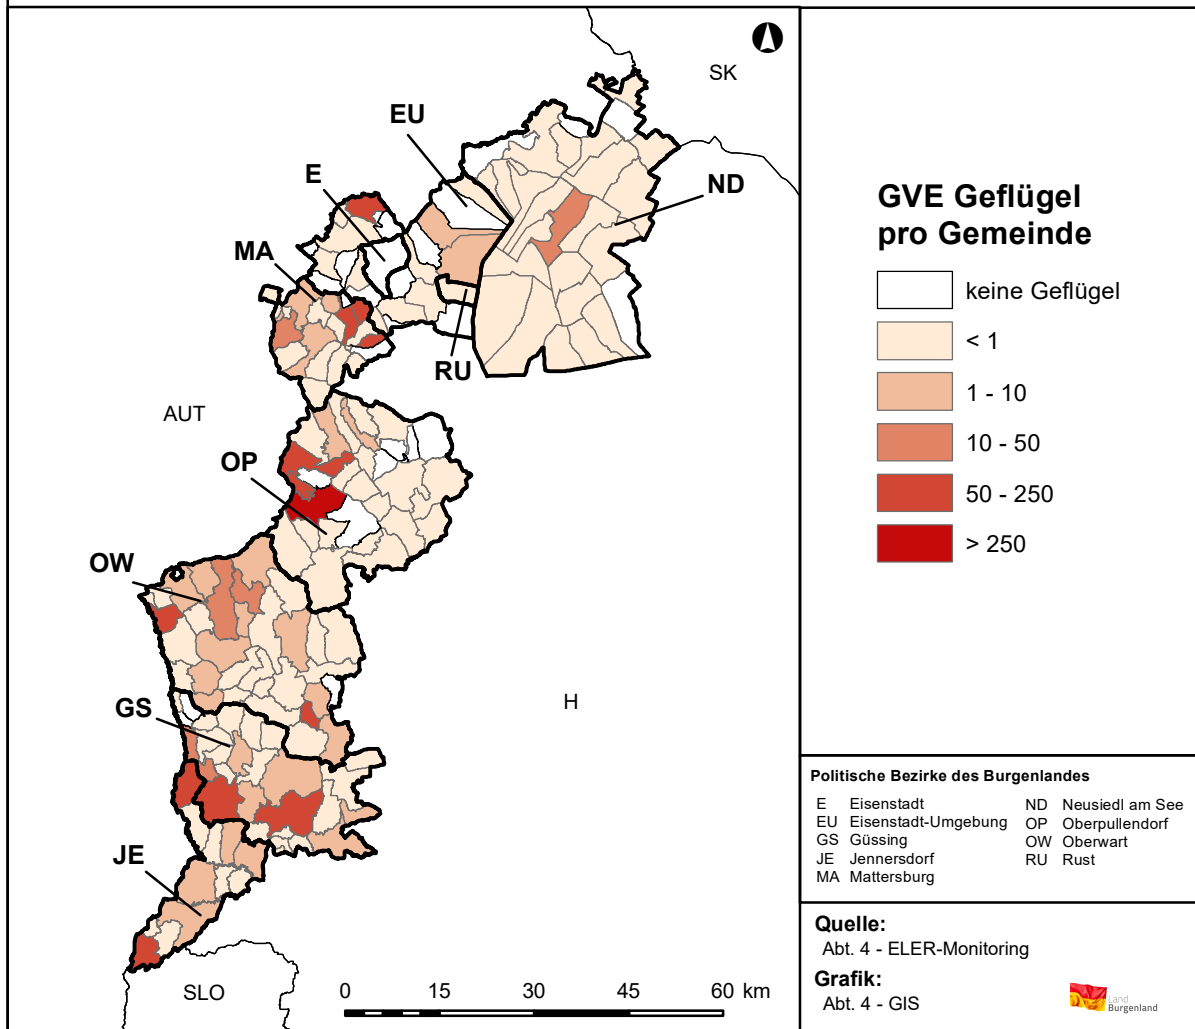 SK
EU
E
ND
MA
RU
AUT
OP
OW
H
GS
JE
SLO
0 15 30 45 60 km
GVE Geflügel
pro Gemeinde
keine Geflügel
< 1
1 - 10
10 - 50
50 - 250
> 250
Politische Bezirke des Burgenlandes
E Eisenstadt
EU Eisenstadt-Umgebung
GS Güssing
JE Jennersdorf
MA Mattersburg
ND Neusiedl am See
OP Oberpullendorf
OW Oberwart
RU Rust
Quelle:
Abt. 4 - ELER-Monitoring
Grafik:
Abt. 4 - GIS
Land
Burgenland